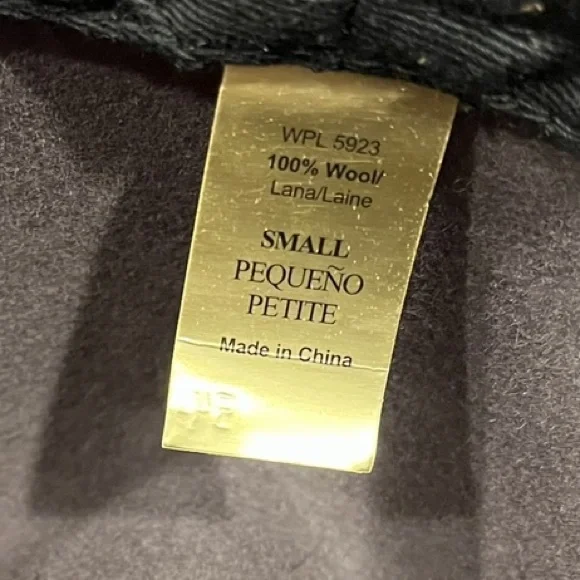 WPL 5923
100% Wool/
Lana/Laine
SMALL
PEQUEÑO
PETITE
Made in China